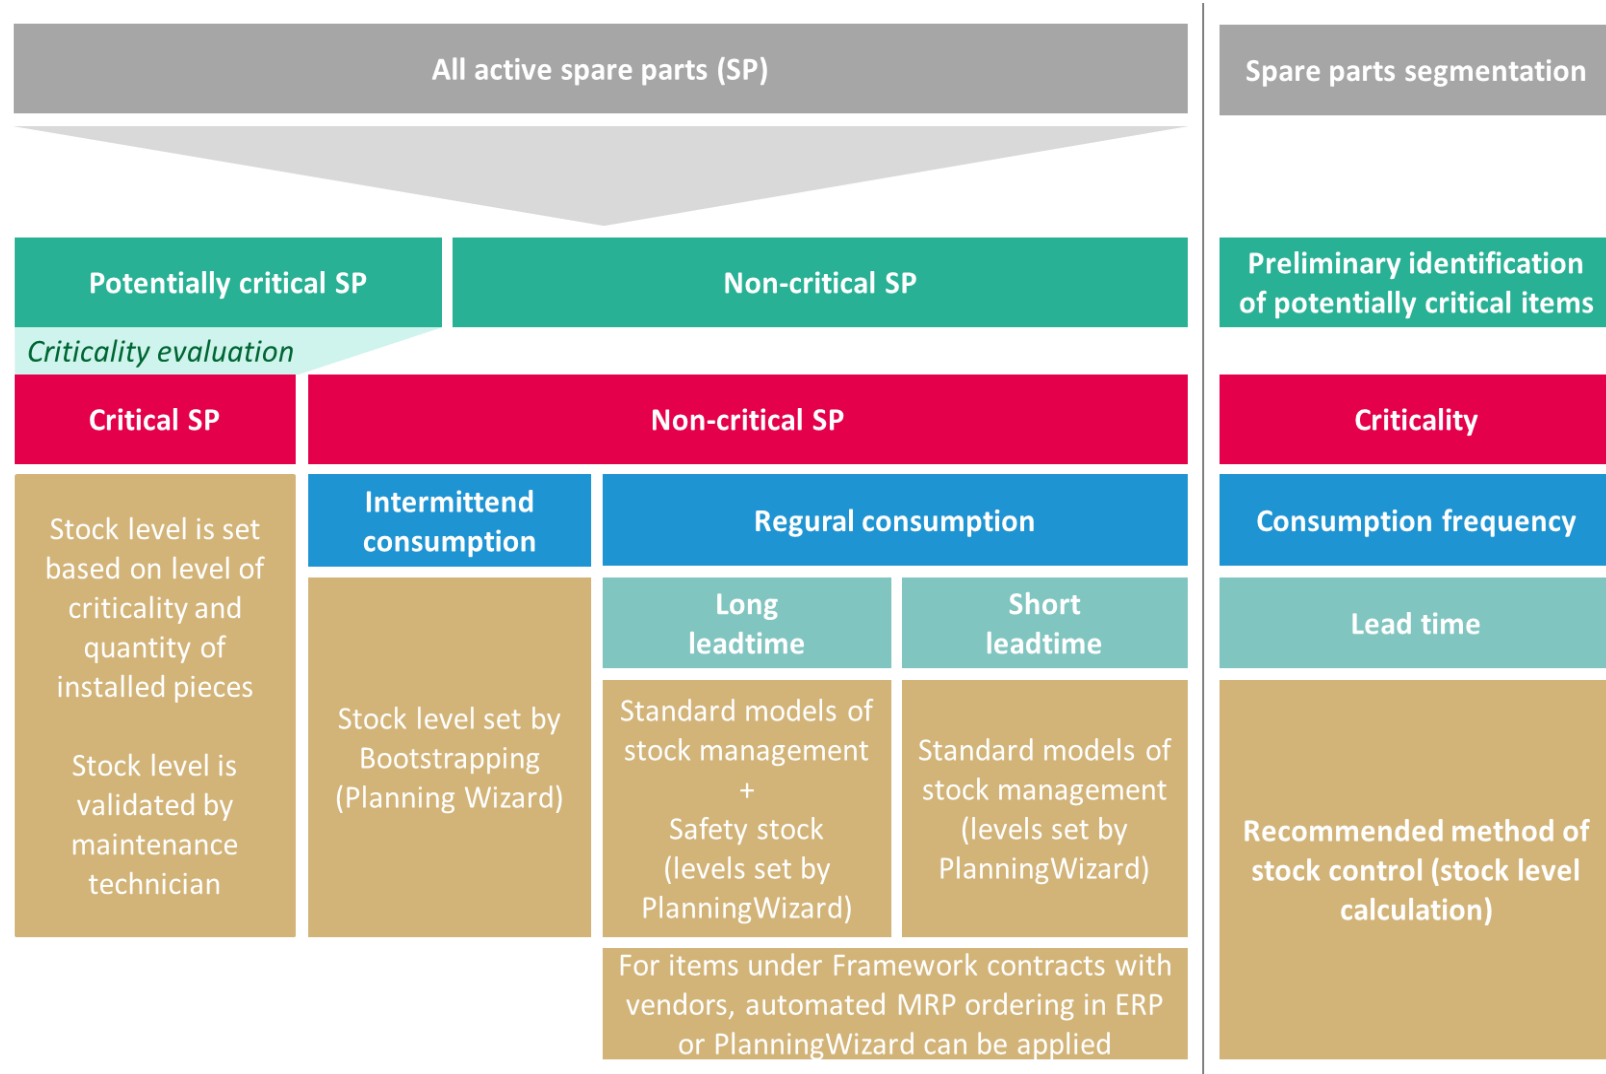 All active spare parts (SP)
Spare parts segmentation
Potentially critical SP
Non-critical SP
Preliminary identification
of potentially critical items
Criticality evaluation
Critical SP
Non-critical SP
Criticality
Stock level is set
based on level of
criticality and
quantity of
installed pieces
Stock level is
validated by
maintenance
technician
Intermittend
consumption
Regural consumption
Consumption frequency
Long
leadtime
Short
leadtime
Lead time
Stock level set by
Bootstrapping
(Planning Wizard)
Standard models of
stock management
+
Safety stock
(levels set by
PlanningWizard)
Standard models of
stock management
(levels set by
PlanningWizard)
Recommended method of
stock control (stock level
calculation)
For items under Framework contracts with
vendors, automated MRP ordering in ERP
or PlanningWizard can be applied